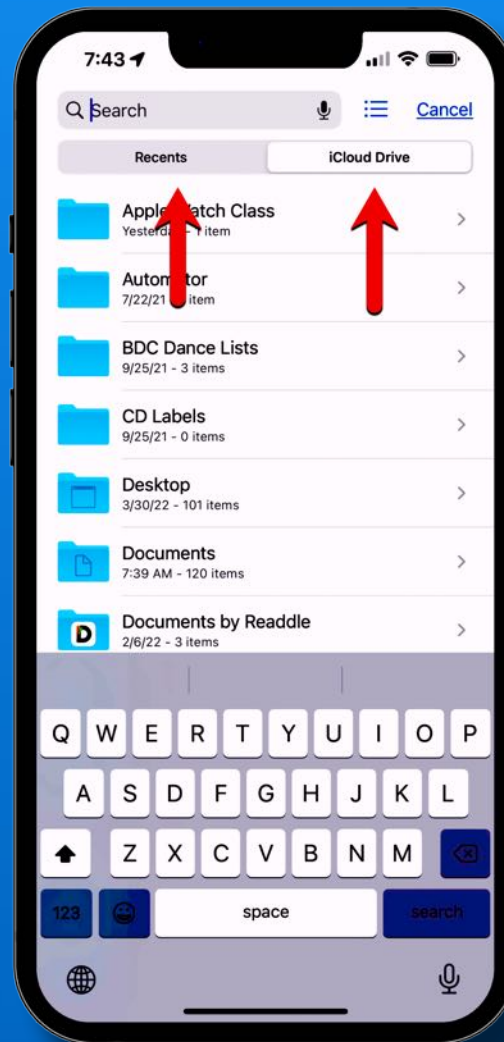 7:43
Search
Cancel
Recents
iCloud Drive
Apple Watch Class
Yesterday - 1 item
Automator
7/22/21 - item
BDC Dance Lists
9/25/21 - 3 items
CD Labels
9/25/21 - 0 items
Desktop
3/30/22 - 101 items
Documents
7:39 AM - 120 items
D
Documents by Readdle
2/6/22 - 3 items
Q W E R T Y U I O P
A S D F G H J K L
Z X C V B N M
123 space search